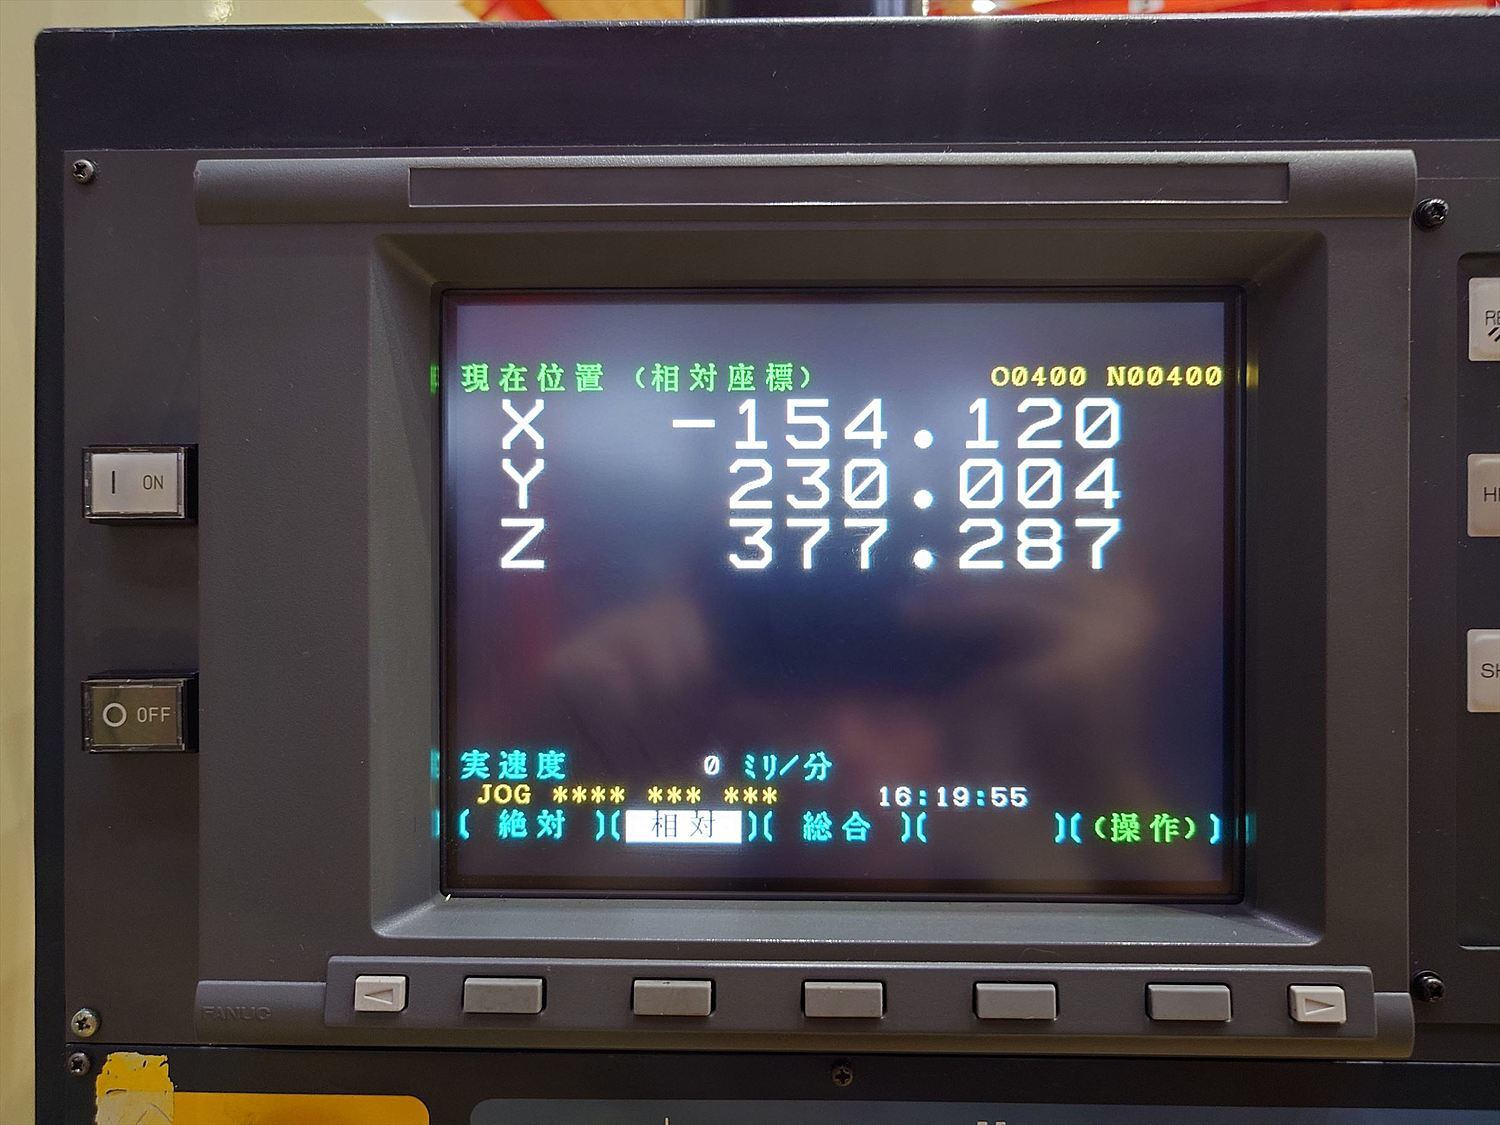 現在位置（相対座標） O0400 N00400
X -154.120
Y 230.004
Z 377.287
実速度 0 ﾐﾘ/分
JOG **** *** *** 16:19:55
[ 絶対 ][ 相対 ][ 総合 ][ ][(操作)]
| ON
O OFF
FANUC